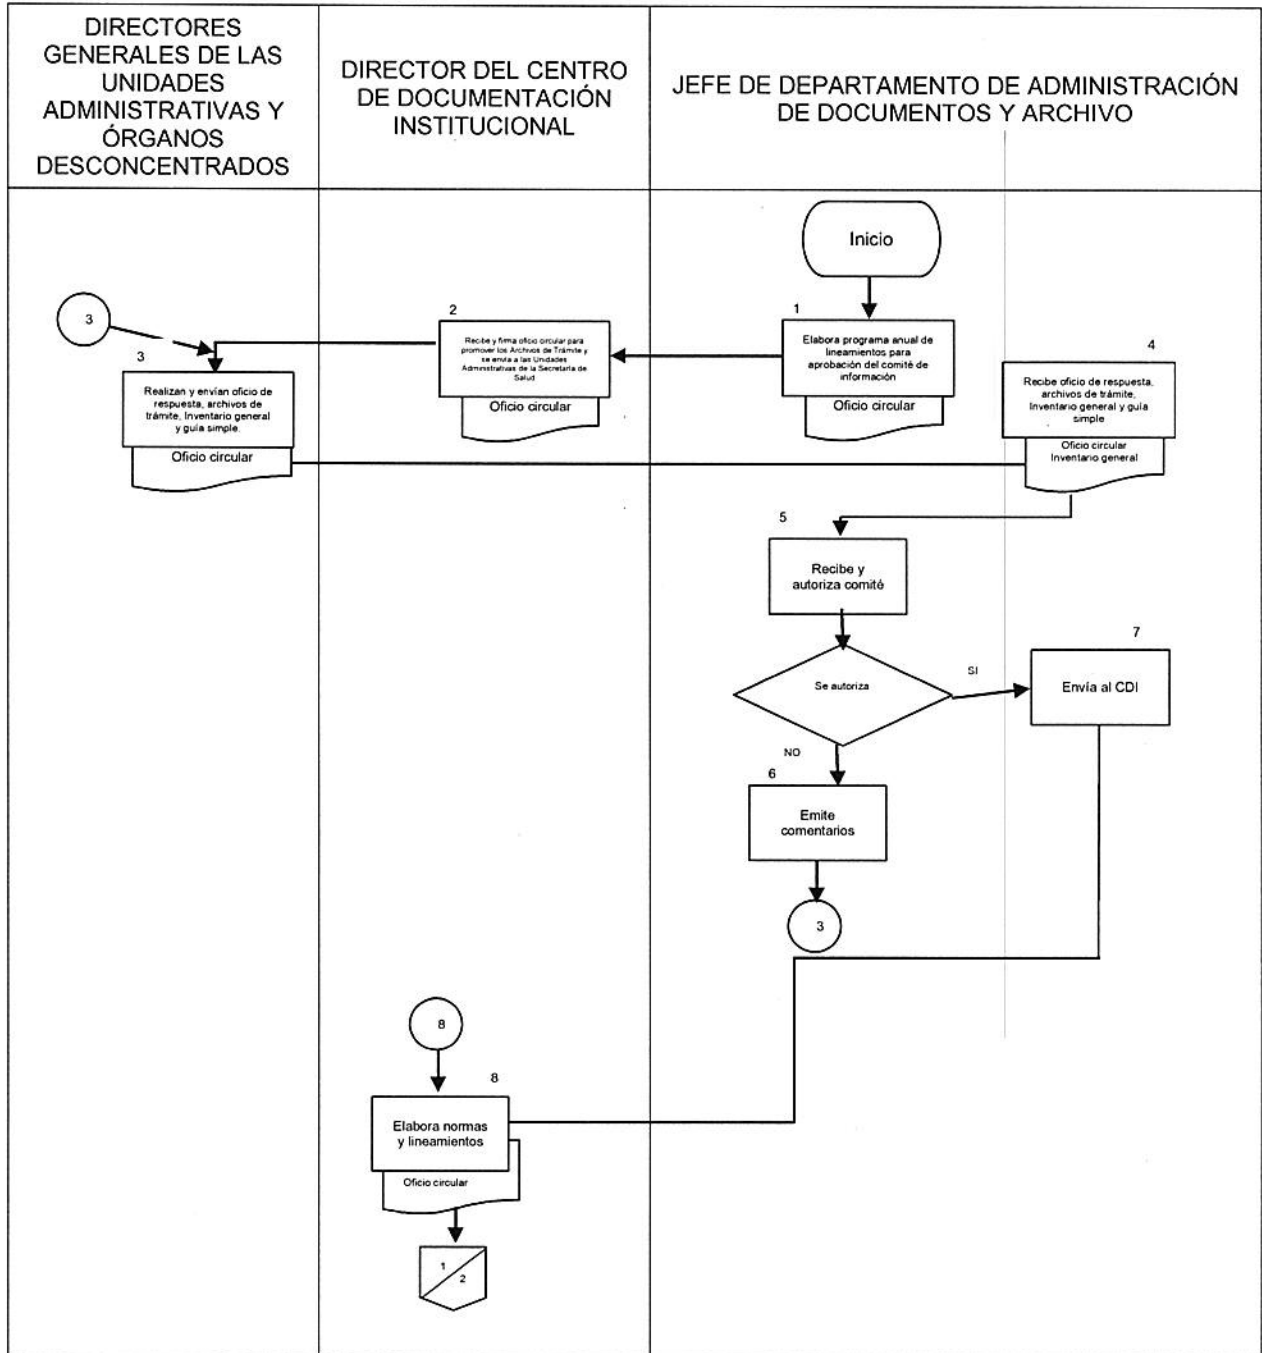 DIRECTORES
GENERALES DE LAS
UNIDADES
ADMINISTRATIVAS Y
ÓRGANOS
DESCONCENTRADOS
DIRECTOR DEL CENTRO
DE DOCUMENTACIÓN
INSTITUCIONAL
JEFE DE DEPARTAMENTO DE ADMINISTRACIÓN
DE DOCUMENTOS Y ARCHIVO
Inicio
1
Elabora programa anual de
lineamientos para
aprobación del comité de
información
Oficio circular
2
Recibe y firma oficio circular para
promover los Archivos de Trámite y
se envía a las Unidades
Administrativas de la Secretaría de
Salud
Oficio circular
3
3
Realizan y envían oficio de
respuesta, archivos de
trámite, Inventario general
y guía simple.
Oficio circular
4
Recibe oficio de respuesta,
archivos de trámite,
Inventario general y guía
simple
Oficio circular
Inventario general
5
Recibe y
autoriza comité
Se autoriza
SI
7
Envía al CDI
NO
6
Emite
comentarios
3
8
8
Elabora normas
y lineamientos
Oficio circular
1
2